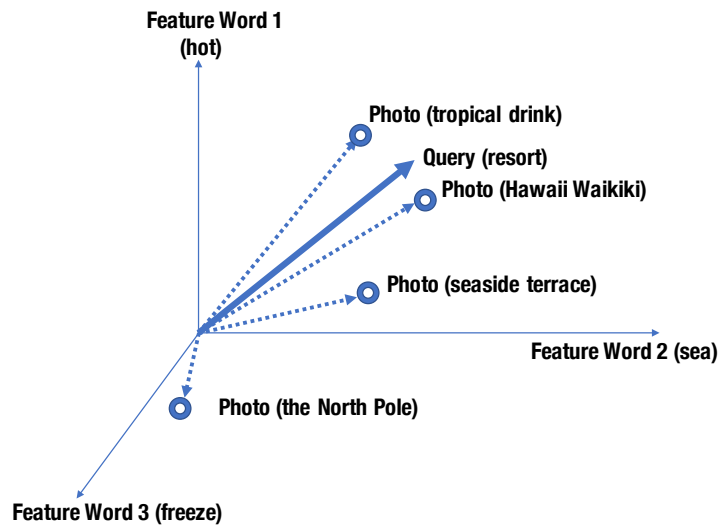 Feature Word 1
(hot)
Photo (tropical drink)
Query (resort)
Photo (Hawaii Waikiki)
Photo (seaside terrace)
Feature Word 2 (sea)
Photo (the North Pole)
Feature Word 3 (freeze)